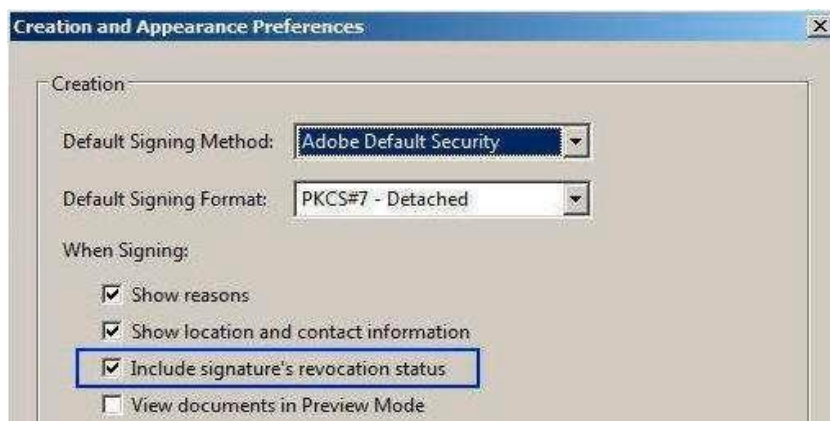 Creation and Appearance Preferences
Creation
Default Signing Method: Adobe Default Security
Default Signing Format: PKCS#7 - Detached
When Signing:
Show reasons
Show location and contact information
Include signature's revocation status
View documents in Preview Mode